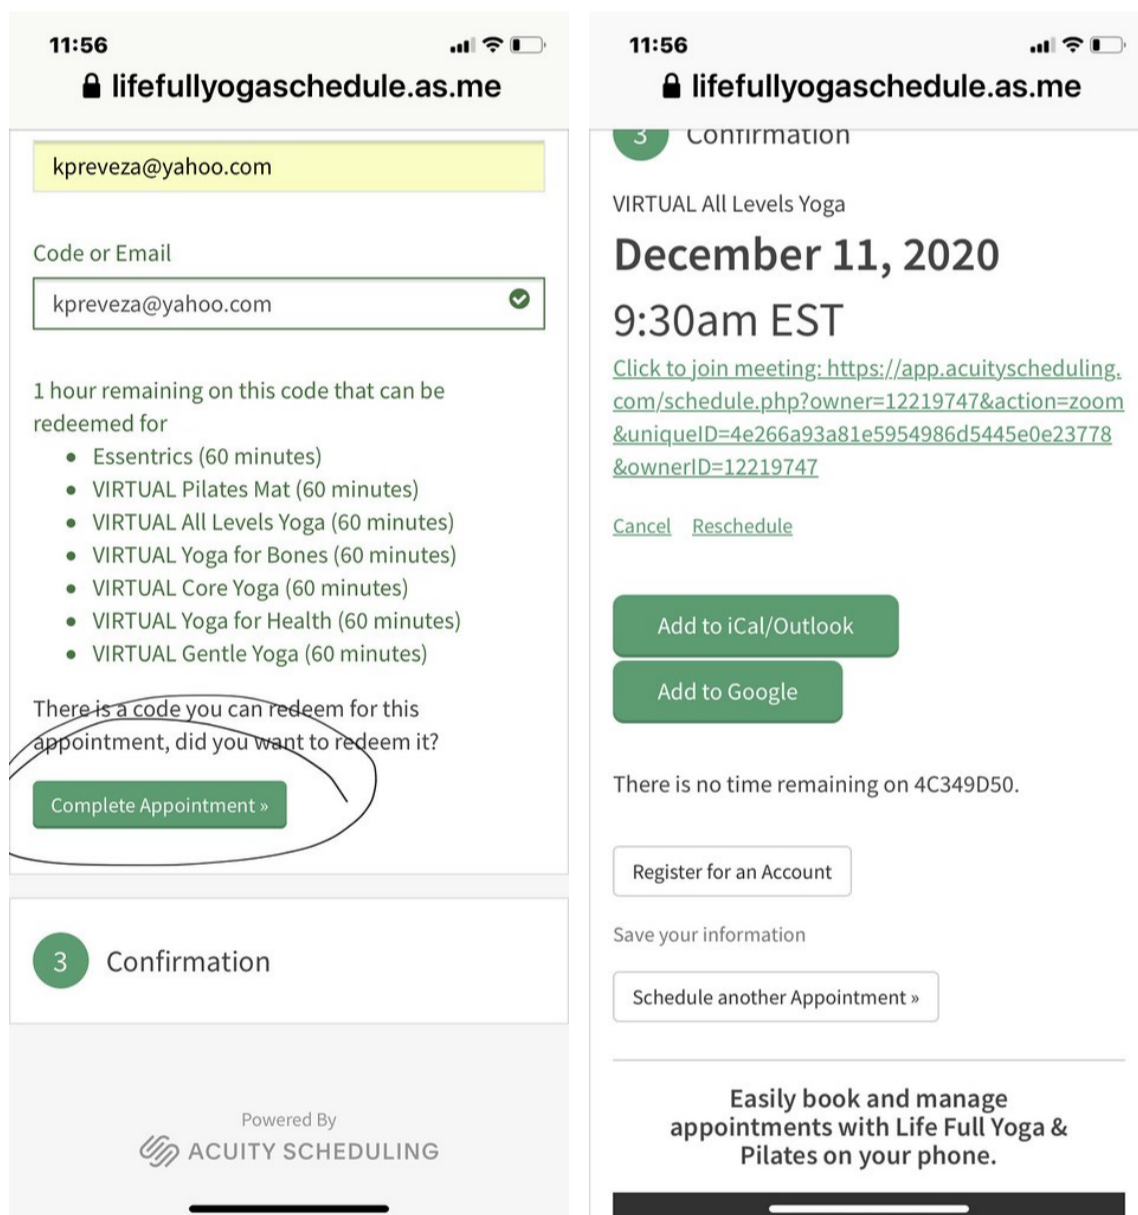 11:56
lifefullyogaschedule.as.me
kpreveza@yahoo.com
Code or Email
kpreveza@yahoo.com
1 hour remaining on this code that can be
redeemed for
• Essentrics (60 minutes)
• VIRTUAL Pilates Mat (60 minutes)
• VIRTUAL All Levels Yoga (60 minutes)
• VIRTUAL Yoga for Bones (60 minutes)
• VIRTUAL Core Yoga (60 minutes)
• VIRTUAL Yoga for Health (60 minutes)
• VIRTUAL Gentle Yoga (60 minutes)
There is a code you can redeem for this
appointment, did you want to redeem it?
Complete Appointment »
3 Confirmation
Powered By
ACUITY SCHEDULING
11:56
lifefullyogaschedule.as.me
3 Confirmation
VIRTUAL All Levels Yoga
December 11, 2020
9:30am EST
Click to join meeting: https://app.acuityscheduling.
com/schedule.php?owner=12219747&action=zoom
&uniqueID=4e266a93a81e5954986d5445e0e23778
&ownerID=12219747
Cancel Reschedule
Add to iCal/Outlook
Add to Google
There is no time remaining on 4C349D50.
Register for an Account
Save your information
Schedule another Appointment »
Easily book and manage
appointments with Life Full Yoga &
Pilates on your phone.